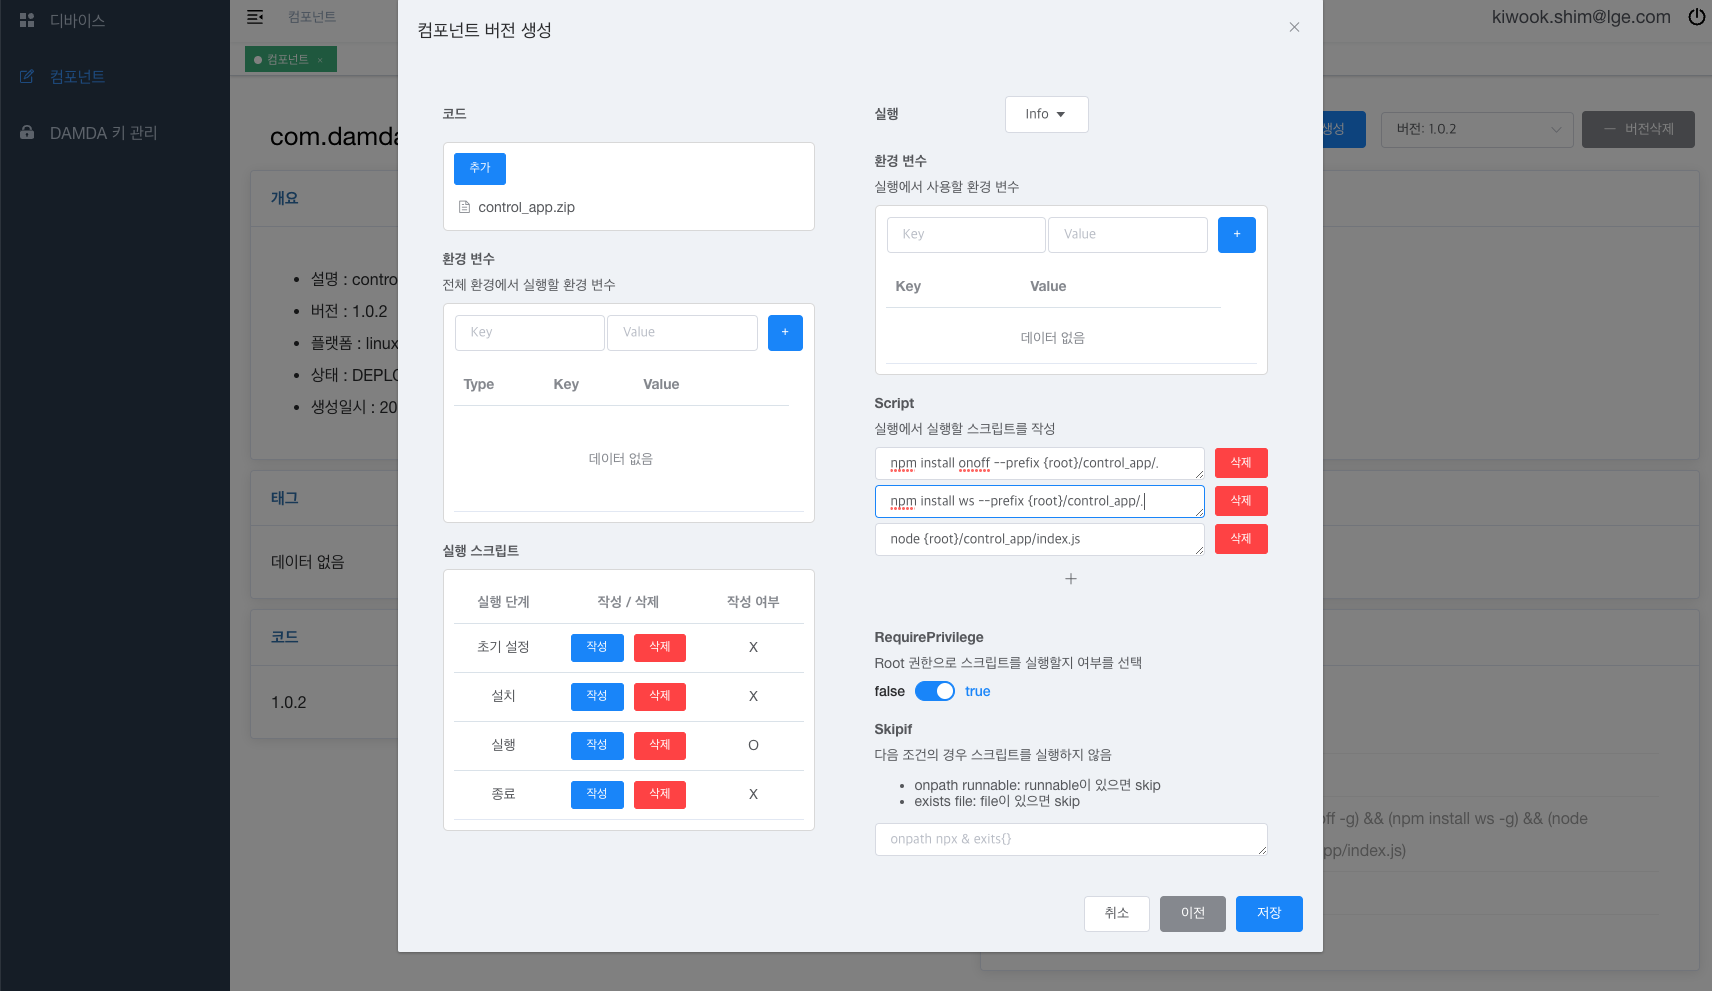 디바이스
컴포넌트
DAMDA 키 관리
컴포넌트
kiwook.shim@lge.com
컴포넌트 ×
com.damda
생성
버전: 1.0.2
버전삭제
개요
설명 : contro
버전 : 1.0.2
플랫폼 : linux
상태 : DEPLO
생성일시 : 20
태그
데이터 없음
코드
1.0.2
off -g) && (npm install ws -g) && (node
pp/index.js)
컴포넌트 버전 생성
코드
추가
control_app.zip
환경 변수
전체 환경에서 실행할 환경 변수
Key Value +
Type Key Value
데이터 없음
실행 스크립트
실행 단계 작성 / 삭제 작성 여부
초기 설정 작성 삭제 X
설치 작성 삭제 X
실행 작성 삭제 O
종료 작성 삭제 X
실행 Info
환경 변수
실행에서 사용할 환경 변수
Key Value +
Key Value
데이터 없음
Script
실행에서 실행할 스크립트를 작성
npm install onoff --prefix {root}/control_app/. 삭제
npm install ws --prefix {root}/control_app/. 삭제
node {root}/control_app/index.js 삭제
+
RequirePrivilege
Root 권한으로 스크립트를 실행할지 여부를 선택
false true
Skipif
다음 조건의 경우 스크립트를 실행하지 않음
onpath runnable: runnable이 있으면 skip
exists file: file이 있으면 skip
onpath npx & exits{}
취소 이전 저장